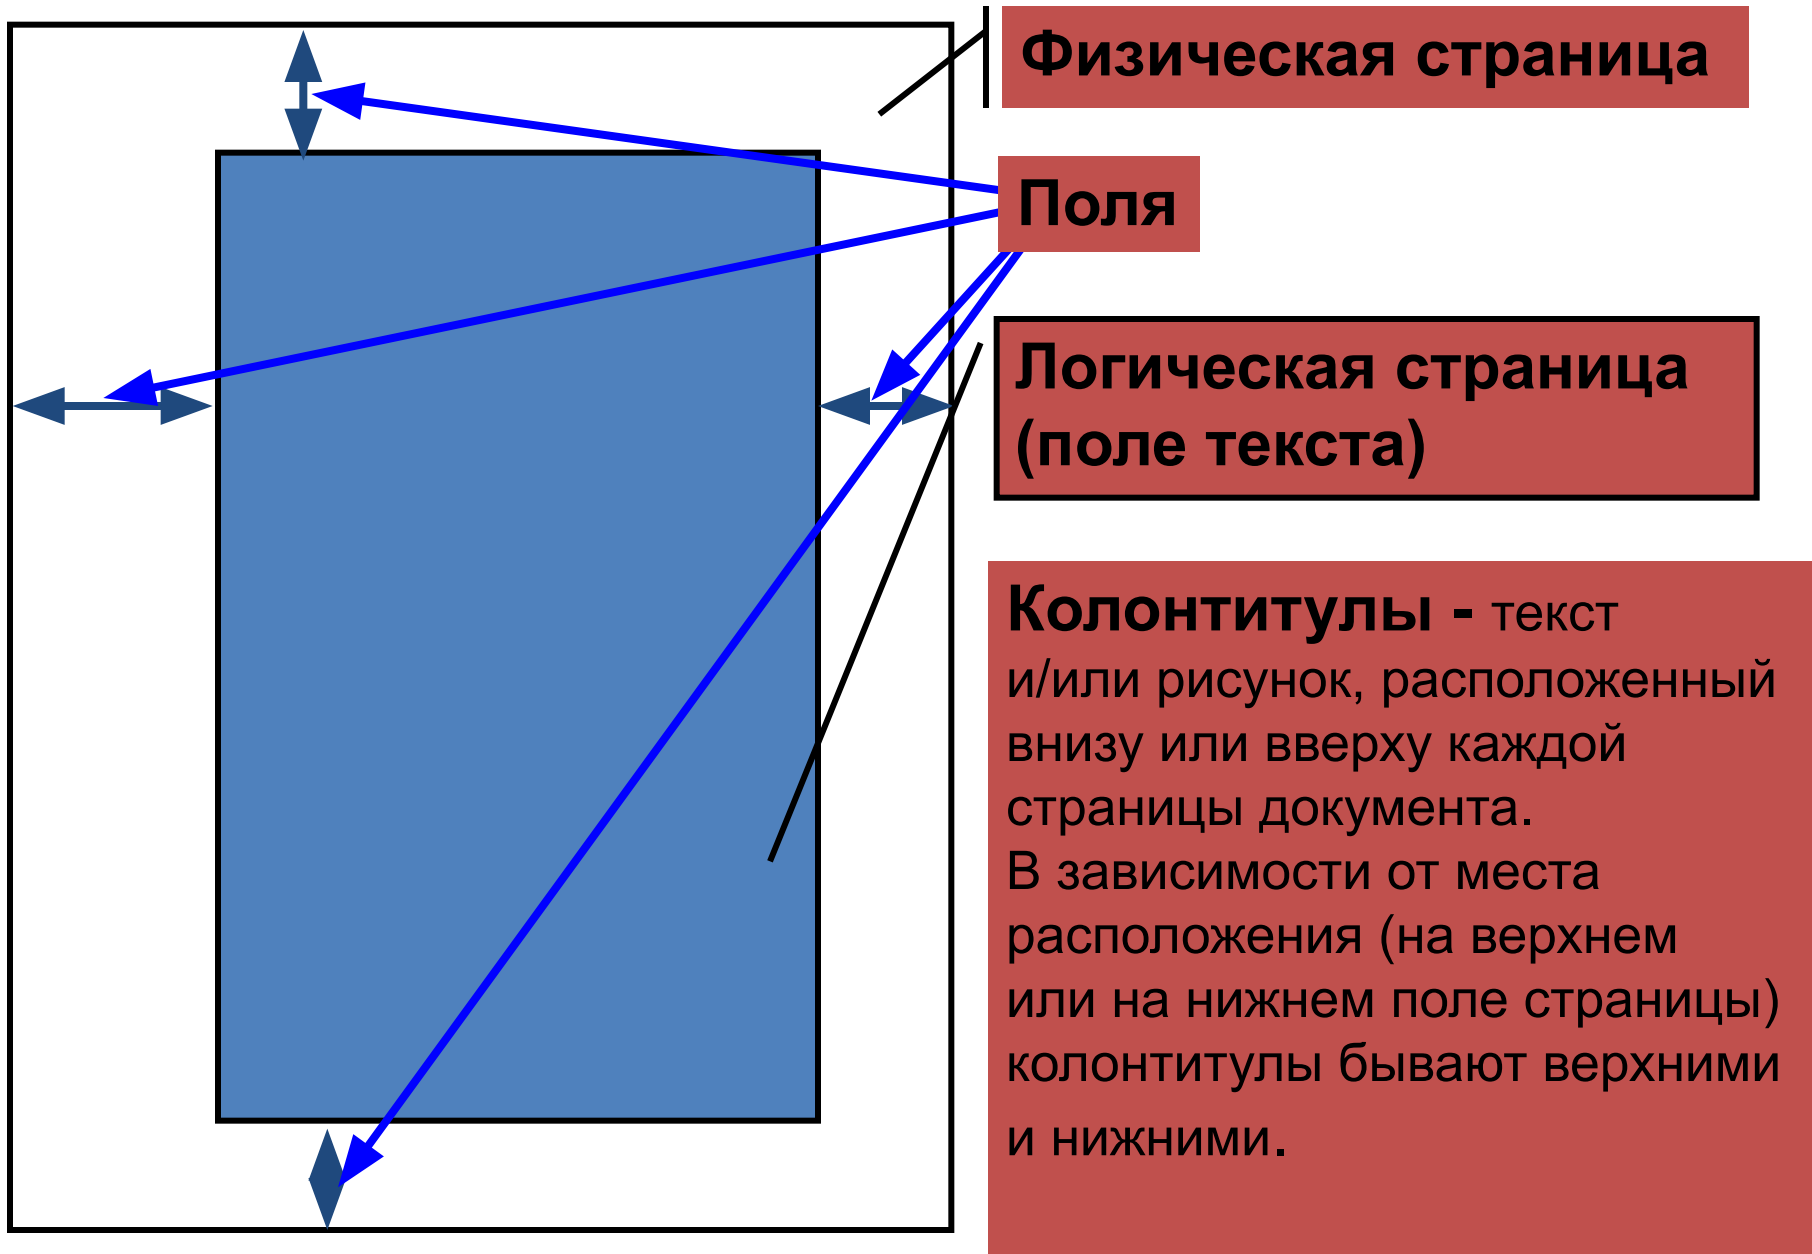 Физическая страница
Поля
Логическая страница
(поле текста)
Колонтитулы - текст
и/или рисунок, расположенный
внизу или вверху каждой
страницы документа.
В зависимости от места
расположения (на верхнем
или на нижнем поле страницы)
колонтитулы бывают верхними
и нижними.